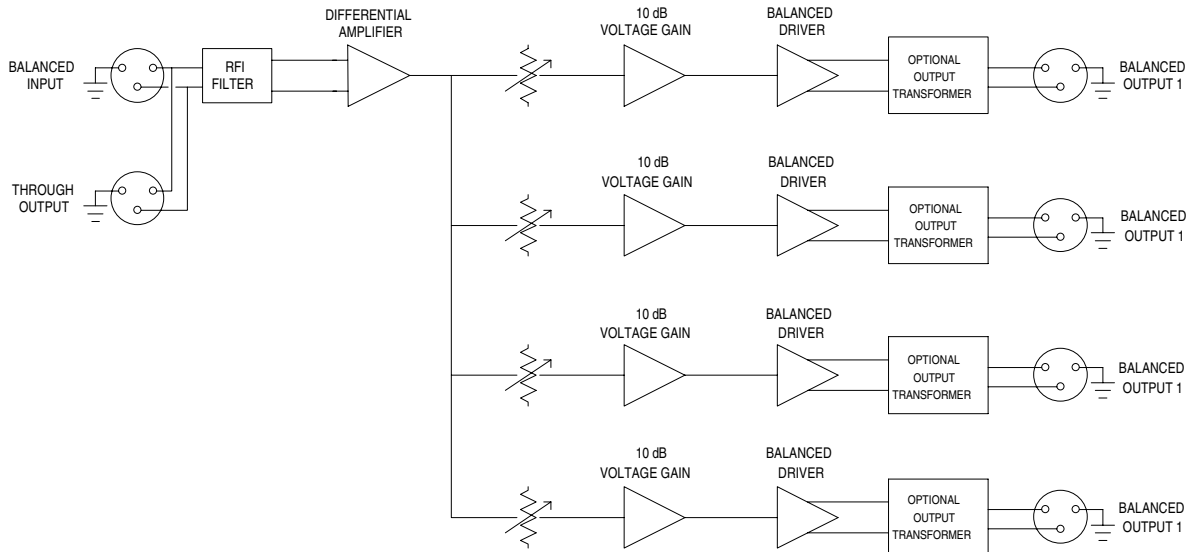 DIFFERENTIAL
AMPLIFIER
10 dB
VOLTAGE GAIN
BALANCED
DRIVER
BALANCED
INPUT
RFI
FILTER
OPTIONAL
OUTPUT
TRANSFORMER
BALANCED
OUTPUT 1
THROUGH
OUTPUT
10 dB
VOLTAGE GAIN
BALANCED
DRIVER
OPTIONAL
OUTPUT
TRANSFORMER
BALANCED
OUTPUT 1
10 dB
VOLTAGE GAIN
BALANCED
DRIVER
OPTIONAL
OUTPUT
TRANSFORMER
BALANCED
OUTPUT 1
10 dB
VOLTAGE GAIN
BALANCED
DRIVER
OPTIONAL
OUTPUT
TRANSFORMER
BALANCED
OUTPUT 1